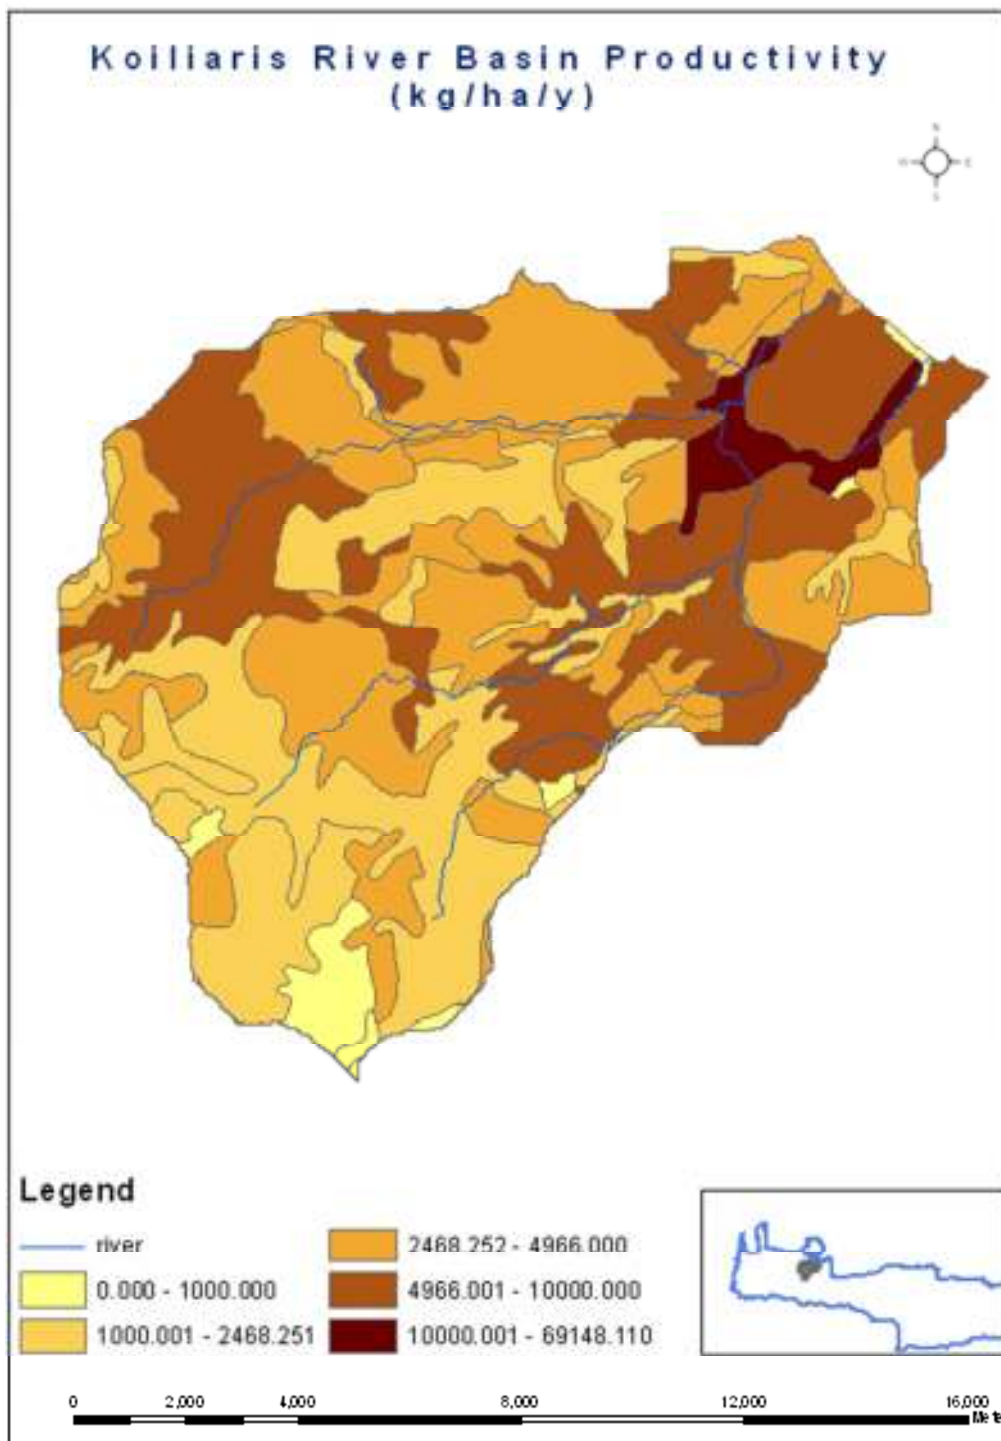 Koiliaris River Basin Productivity
(kg/ha/y)
N
W E
S
Legend
river
0.000 - 1000.000
1000.001 - 2468.251
2468.252 - 4966.000
4966.001 - 10000.000
10000.001 - 69148.110
0 2,000 4,000 8,000 12,000 16,000
Mete